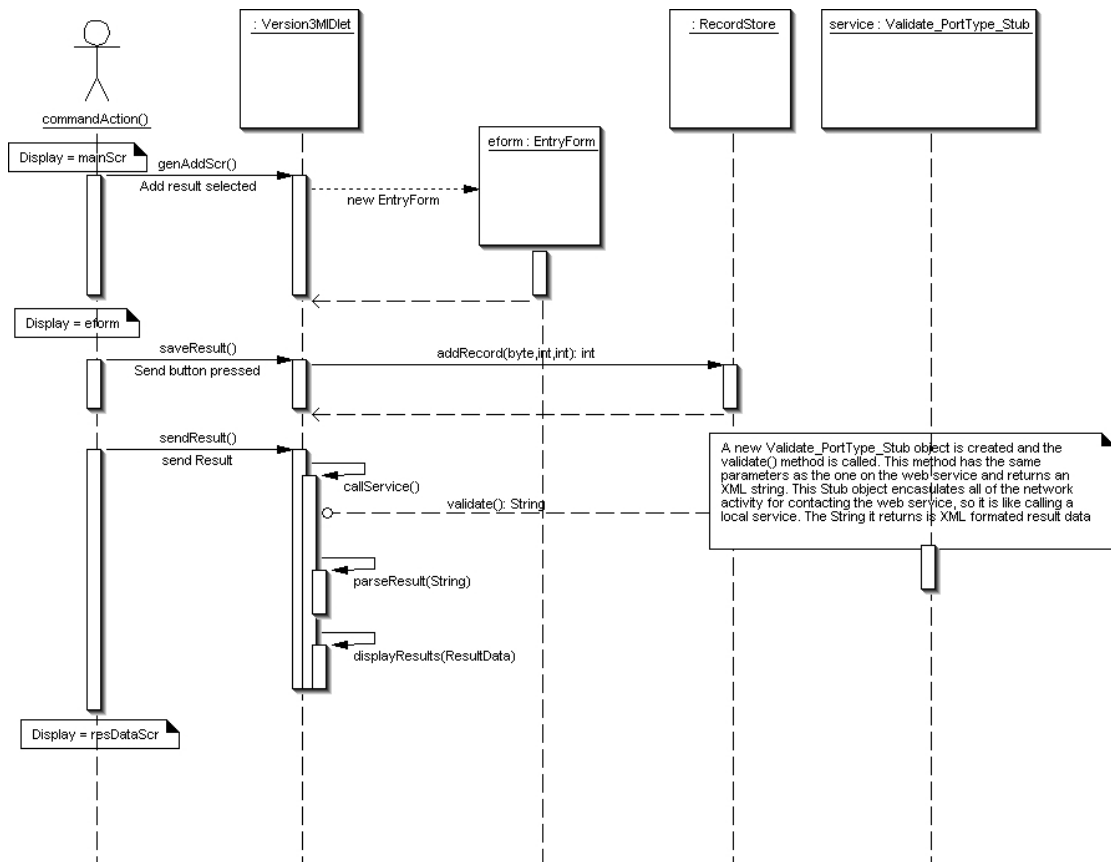 : Version3MIDlet
: RecordStore
service : Validate_PortType_Stub
commandAction()
eform : EntryForm
Display = mainScr
genAddScr()
Add result selected
new EntryForm
Display = eform
saveResult()
Send button pressed
addRecord(byte,int,int): int
sendResult()
send Result
callService()
validate(): String
A new Validate_PortType_Stub object is created and the
validate() method is called. This method has the same
parameters as the one on the web service and returns an
XML string. This Stub object encasulates all of the network
activity for contacting the web service, so it is like calling a
local service. The String it returns is XML formated result data
parseResult(String)
displayResults(ResultData)
Display = resDataScr